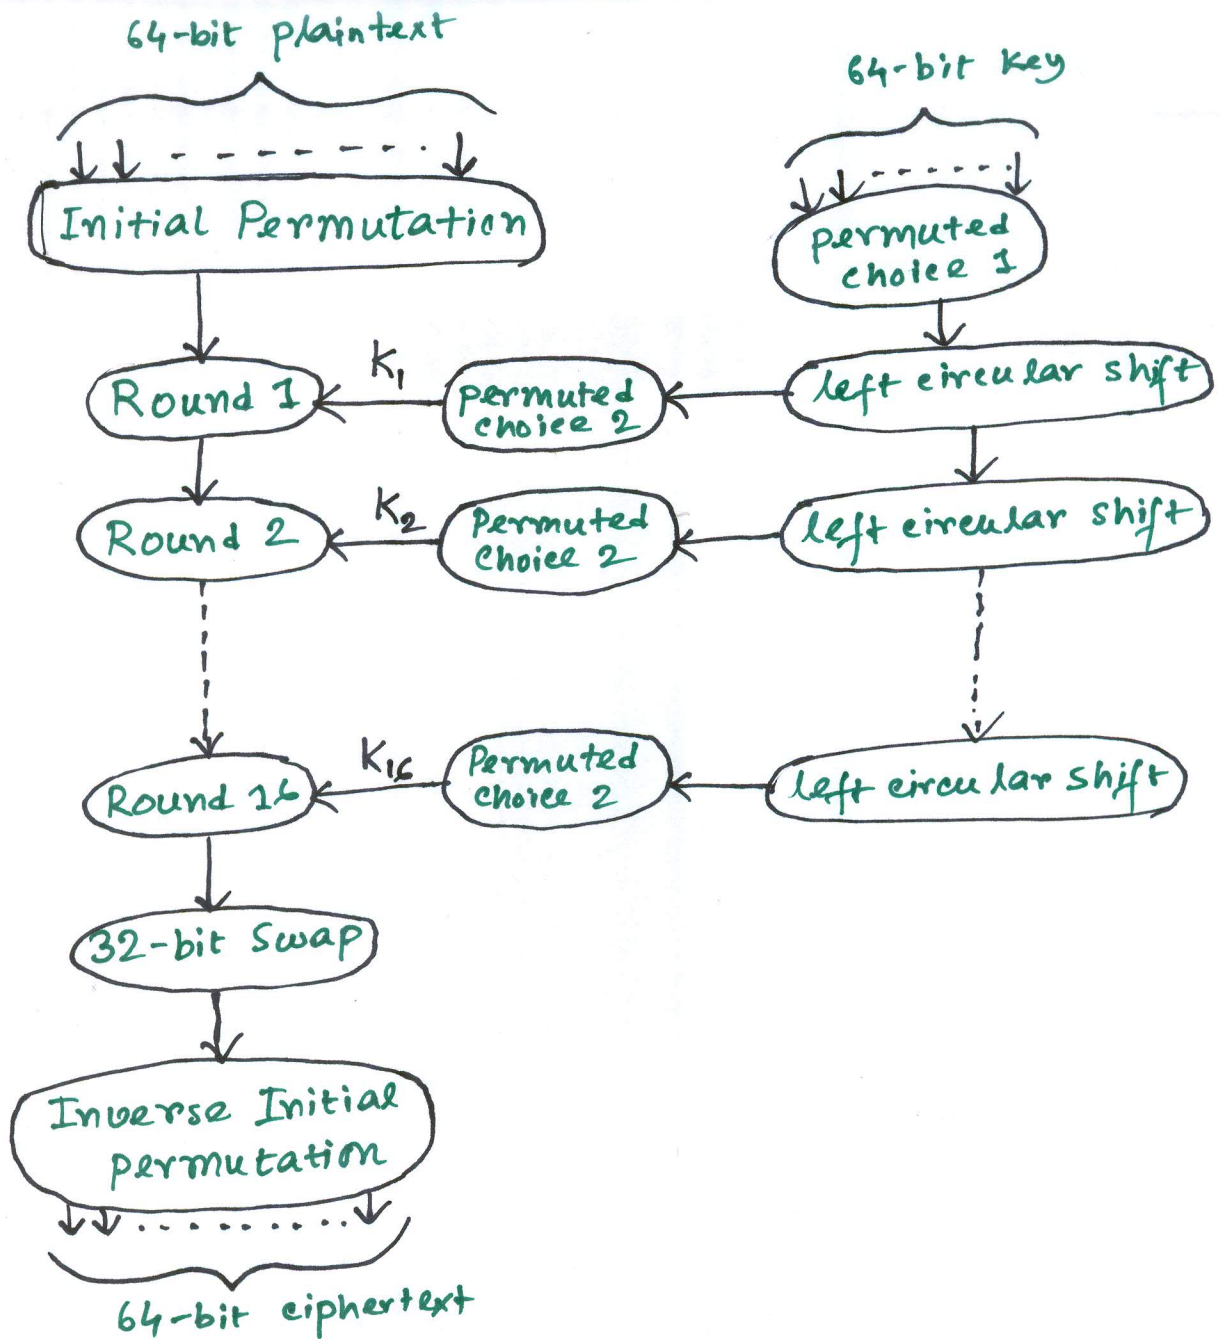 64-bit plaintext
64-bit key
Initial Permutation
permuted
choice 1
K1
Round 1
permuted
choice 2
left circular shift
K2
Round 2
Permuted
Choice 2
left circular shift
K16
Round 16
Permuted
choice 2
left circular shift
32-bit Swap
Inverse Initial
permutation
64-bit ciphertext